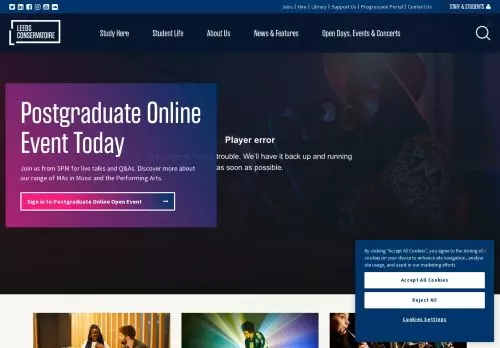 Jobs | Hire | Library | Support Us | Progression Portal | Contact Us
STAFF & STUDENTS
LEEDS
CONSERVATOIRE
Study Here
Student Life
About Us
News & Features
Open Days, Events & Concerts
Postgraduate Online
Event Today
Join us from 5PM for live talks and Q&As. Discover more about
our range of MAs in Music and the Performing Arts.
Sign in to Postgraduate Online Open Event
Player error
trouble. We'll have it back up and running
as soon as possible.
By clicking "Accept All Cookies", you agree to the storing of
cookies on your device to enhance site navigation, analyse
site usage, and assist in our marketing efforts.
Accept All Cookies
Reject All
Cookies Settings